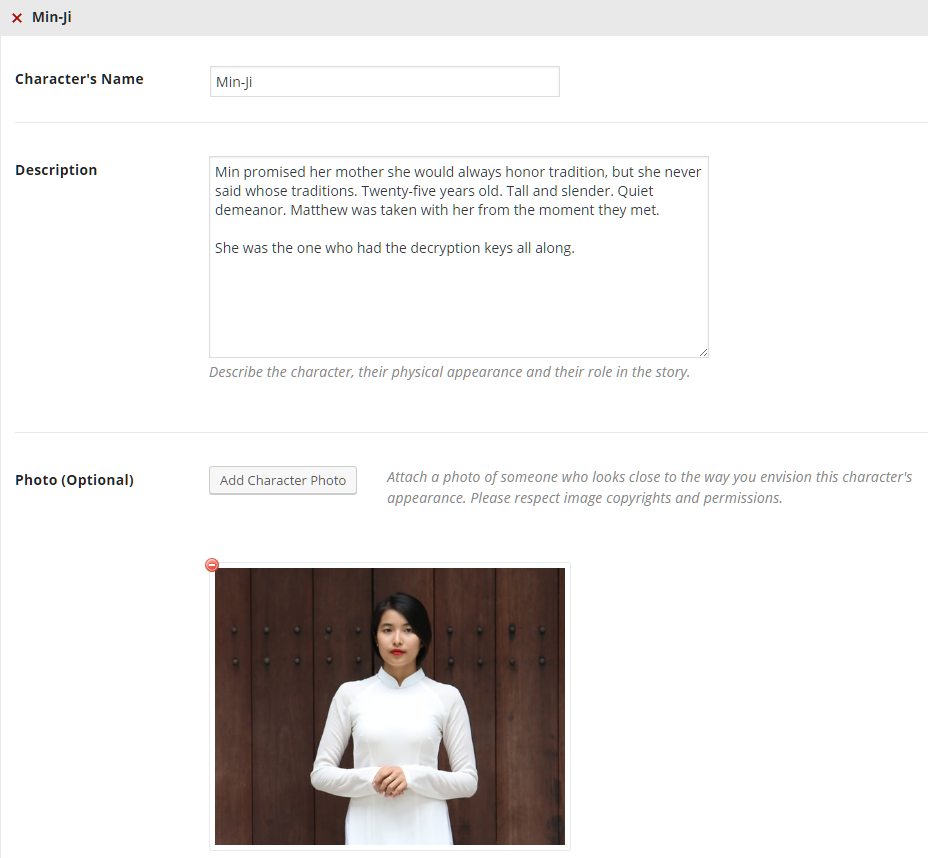 Min-Ji
Character's Name
Min-Ji
Description
Min promised her mother she would always honor tradition, but she never
said whose traditions. Twenty-five years old. Tall and slender. Quiet
demeanor. Matthew was taken with her from the moment they met.
She was the one who had the decryption keys all along.
Describe the character, their physical appearance and their role in the story.
Photo (Optional)
Add Character Photo
Attach a photo of someone who looks close to the way you envision this character's
appearance. Please respect image copyrights and permissions.